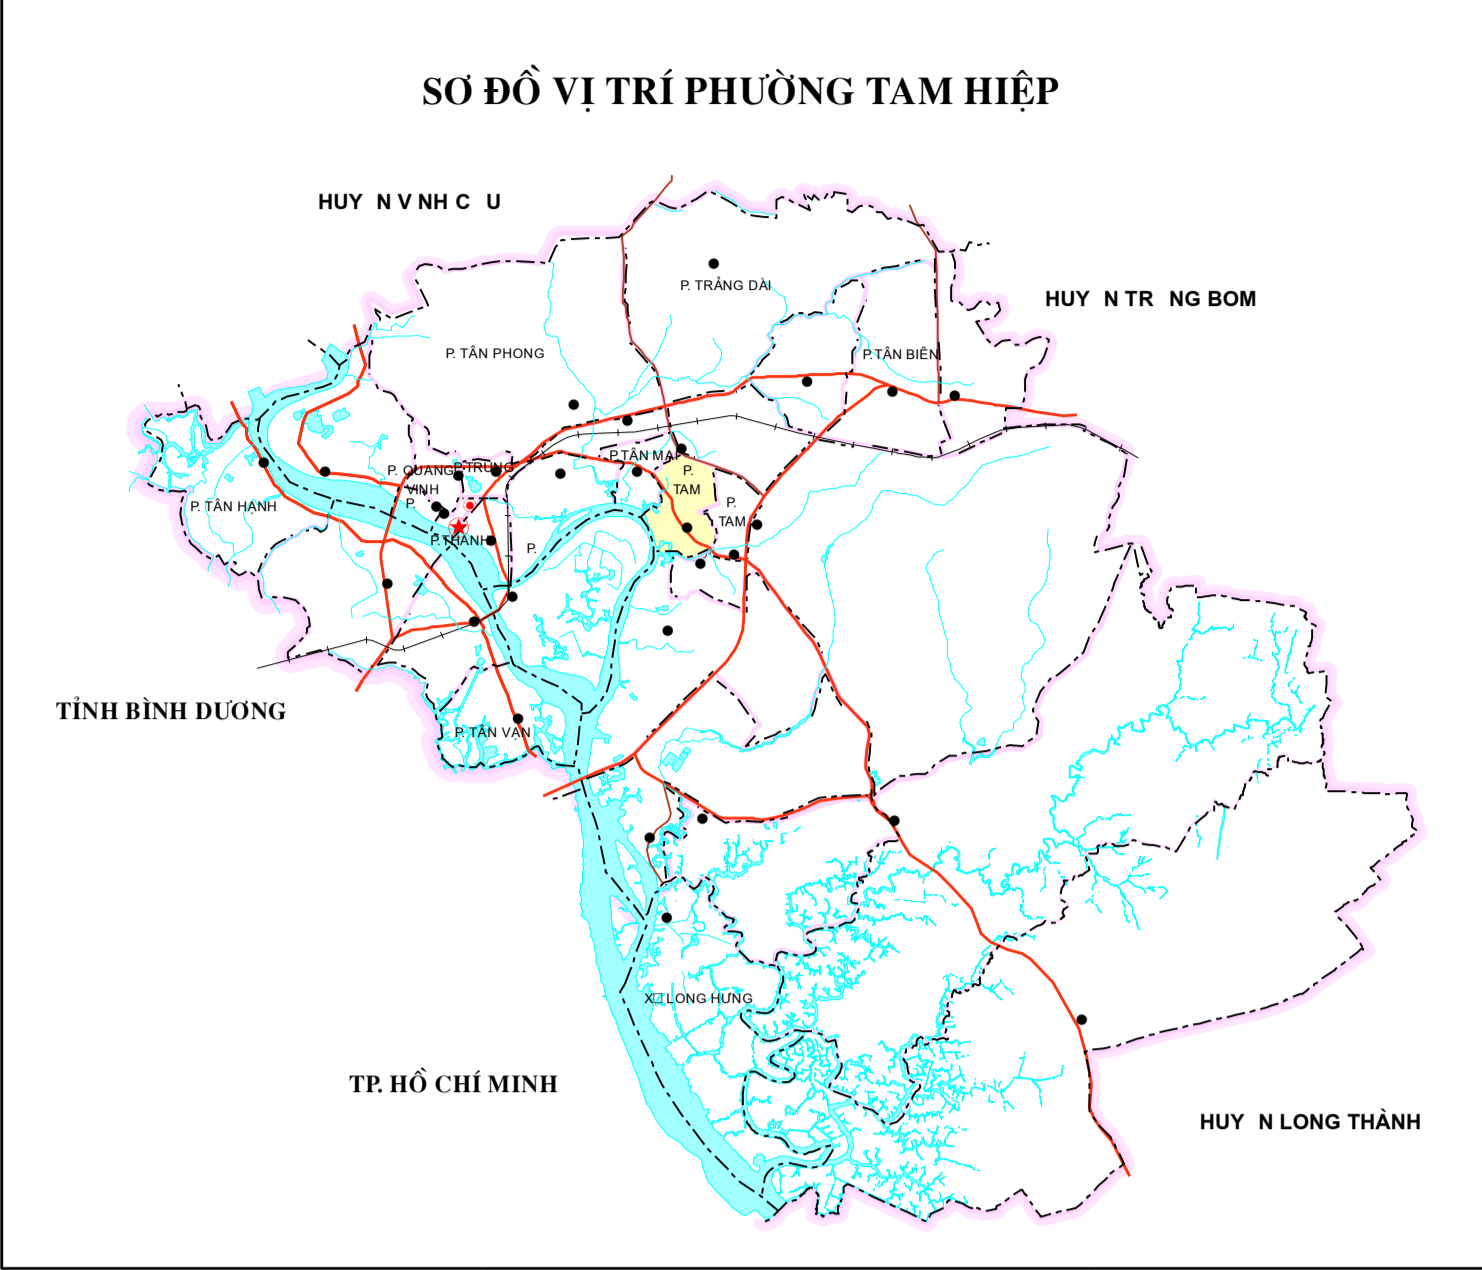 SƠ ĐỒ VỊ TRÍ PHƯỜNG TAM HIỆP
HUY N V NH C U
P. TRẢNG DÀI
HUY N TR NG BOM
P. TÂN PHONG
P.TÂN BIÊN
P.TÂN MAI
P. QUANG
VINH
P.TRUNG
P.
TAM
P. TÂN HẠNH
P.
P.
TAM
P.THANH
P.
TỈNH BÌNH DƯƠNG
P. TÂN VẠN
X LONG HƯNG
TP. HỒ CHÍ MINH
HUY N LONG THÀNH